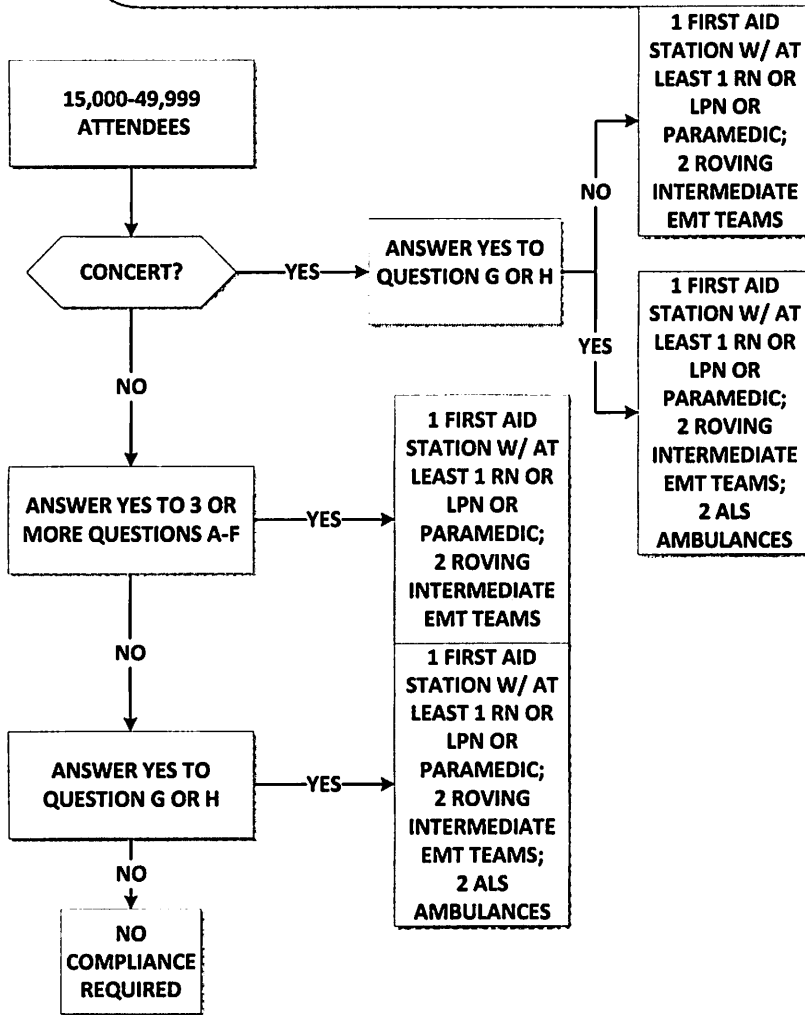 15,000-49,999
ATTENDEES
CONCERT?
YES
ANSWER YES TO
QUESTION G OR H
NO
1 FIRST AID
STATION W/ AT
LEAST 1 RN OR
LPN OR
PARAMEDIC;
2 ROVING
INTERMEDIATE
EMT TEAMS
YES
1 FIRST AID
STATION W/ AT
LEAST 1 RN OR
LPN OR
PARAMEDIC;
2 ROVING
INTERMEDIATE
EMT TEAMS;
2 ALS
AMBULANCES
NO
ANSWER YES TO 3 OR
MORE QUESTIONS A-F
YES
1 FIRST AID
STATION W/ AT
LEAST 1 RN OR
LPN OR
PARAMEDIC;
2 ROVING
INTERMEDIATE
EMT TEAMS
NO
ANSWER YES TO
QUESTION G OR H
YES
1 FIRST AID
STATION W/ AT
LEAST 1 RN OR
LPN OR
PARAMEDIC;
2 ROVING
INTERMEDIATE
EMT TEAMS;
2 ALS
AMBULANCES
NO
NO
COMPLIANCE
REQUIRED